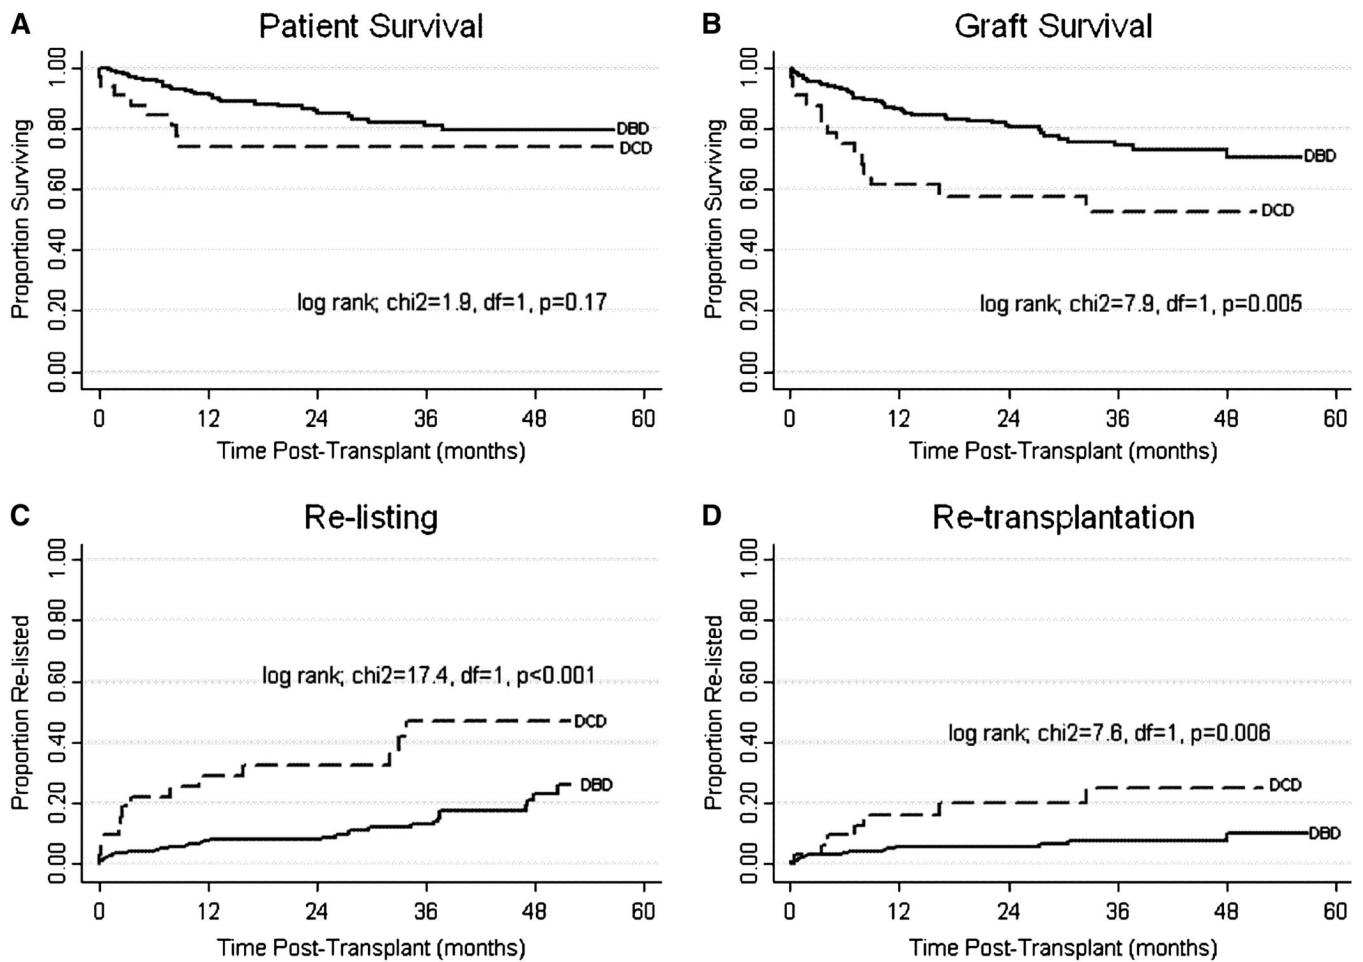 A
Patient Survival
Proportion Surviving
1.00
0.80
0.60
0.40
0.20
0.00
DBD
DCD
log rank; chi2=1.9, df=1, p=0.17
0 12 24 36 48 60
Time Post-Transplant (months)
B
Graft Survival
Proportion Surviving
1.00
0.80
0.60
0.40
0.20
0.00
DBD
DCD
log rank; chi2=7.9, df=1, p=0.005
0 12 24 36 48 60
Time Post-Transplant (months)
C
Re-listing
Proportion Re-listed
1.00
0.80
0.60
0.40
0.20
0.00
log rank; chi2=17.4, df=1, p<0.001
DCD
DBD
0 12 24 36 48 60
Time Post-Transplant (months)
D
Re-transplantation
Proportion Re-listed
1.00
0.80
0.60
0.40
0.20
0.00
log rank; chi2=7.6, df=1, p=0.006
DCD
DBD
0 12 24 36 48 60
Time Post-Transplant (months)